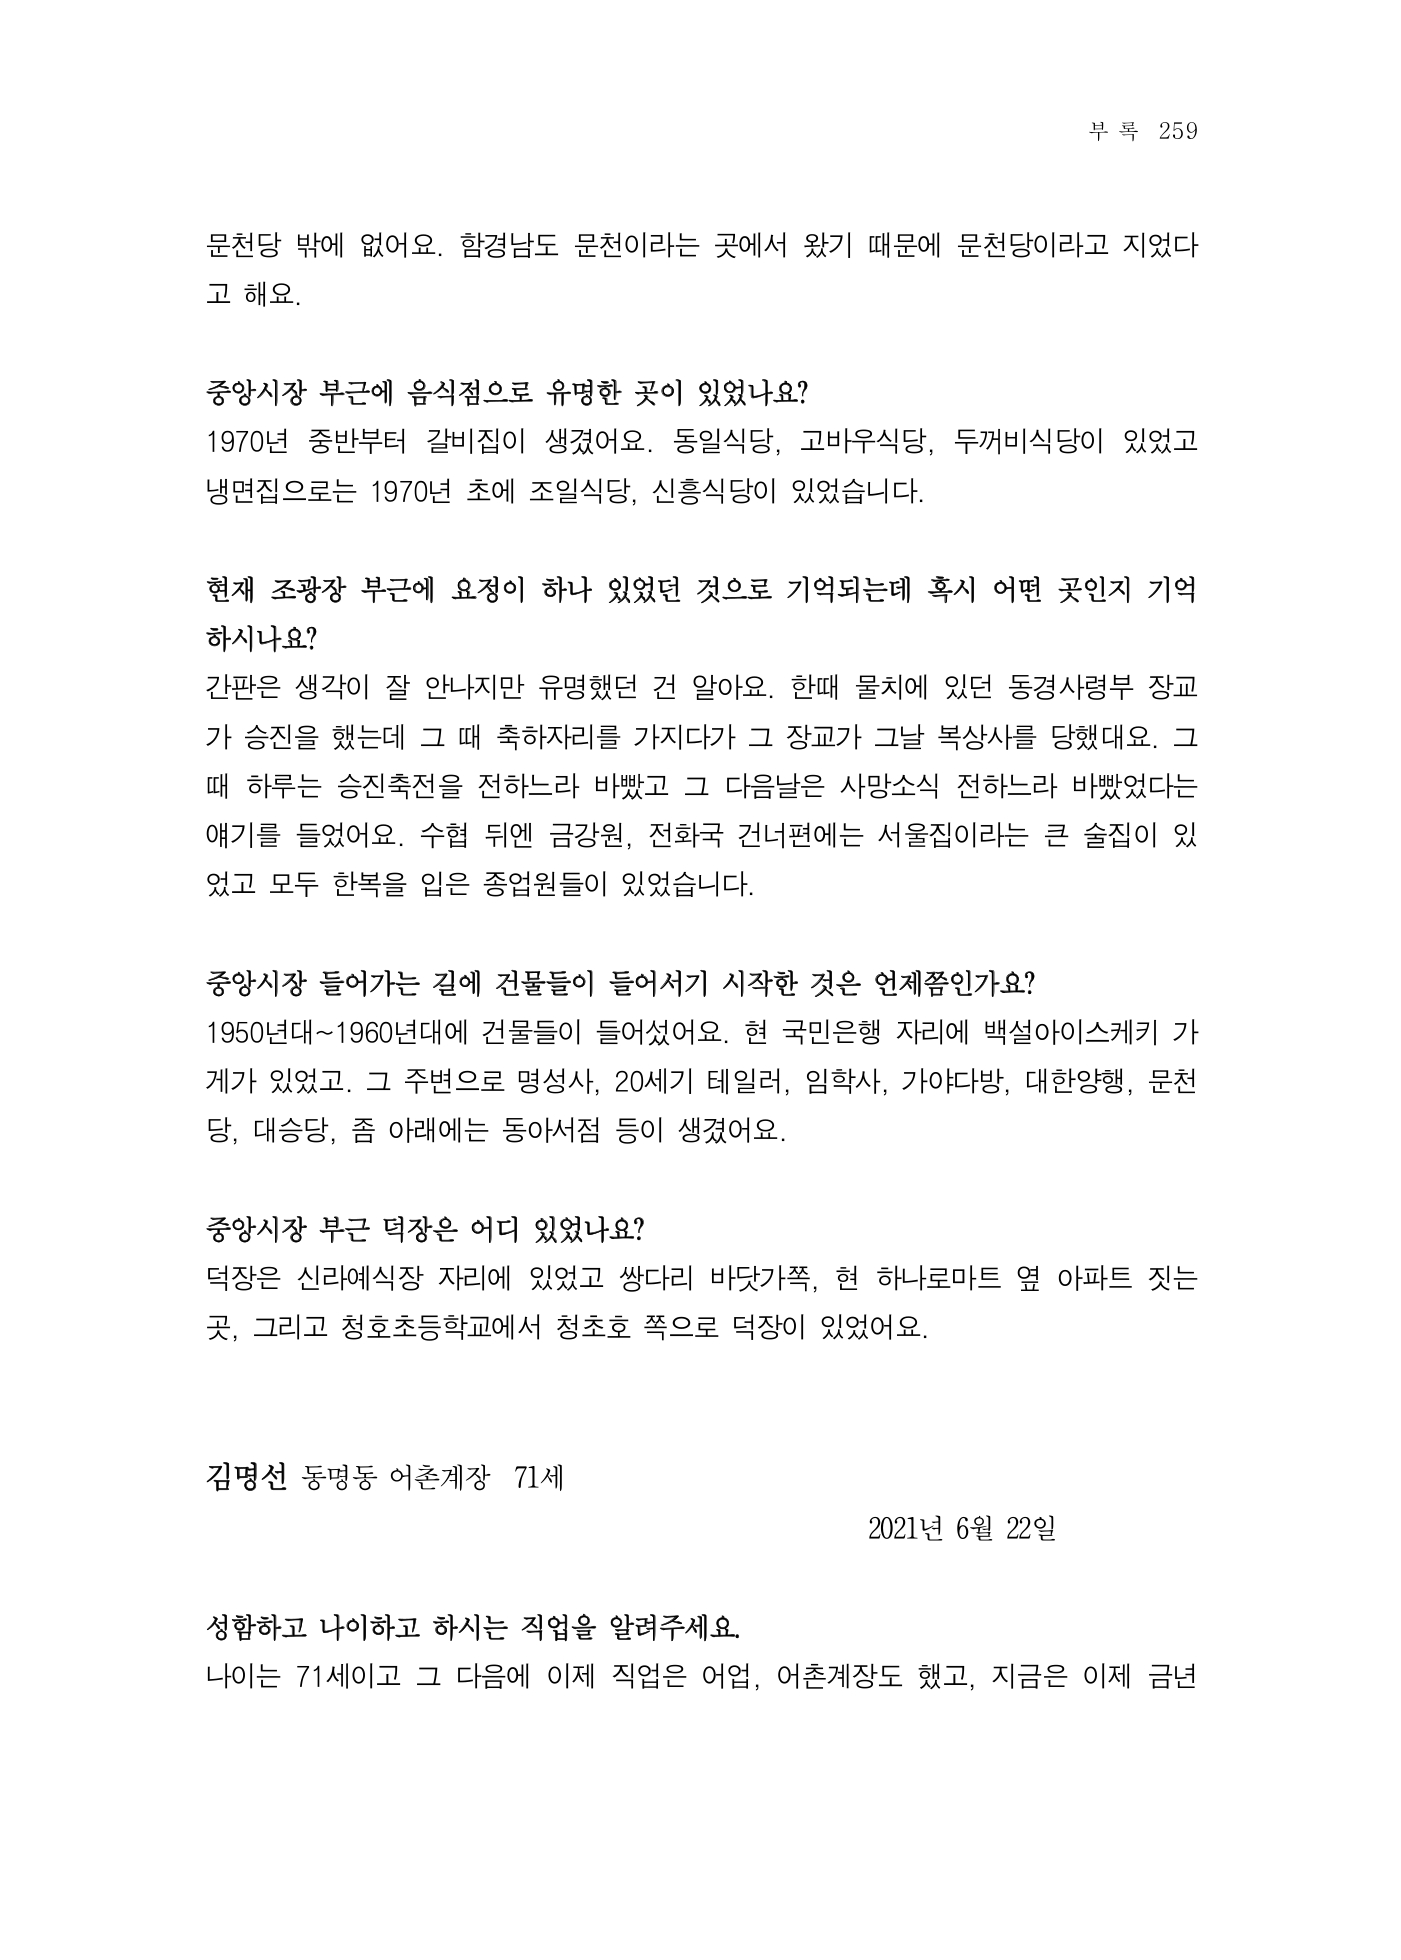 부 록 259
문천당 밖에 없어요. 함경남도 문천이라는 곳에서 왔기 때문에 문천당이라고 지었다
고 해요.
중앙시장 부근에 음식점으로 유명한 곳이 있었나요?
1970년 중반부터 갈비집이 생겼어요. 동일식당, 고바우식당, 두꺼비식당이 있었고
냉면집으로는 1970년 초에 조일식당, 신흥식당이 있었습니다.
현재 조광장 부근에 요정이 하나 있었던 것으로 기억되는데 혹시 어떤 곳인지 기억
하시나요?
간판은 생각이 잘 안나지만 유명했던 건 알아요. 한때 물치에 있던 동경사령부 장교
가 승진을 했는데 그 때 축하자리를 가지다가 그 장교가 그날 복상사를 당했대요. 그
때 하루는 승진축전을 전하느라 바빴고 그 다음날은 사망소식 전하느라 바빴었다는
얘기를 들었어요. 수협 뒤엔 금강원, 전화국 건너편에는 서울집이라는 큰 술집이 있
었고 모두 한복을 입은 종업원들이 있었습니다.
중앙시장 들어가는 길에 건물들이 들어서기 시작한 것은 언제쯤인가요?
1950년대~1960년대에 건물들이 들어섰어요. 현 국민은행 자리에 백설아이스케키 가
게가 있었고. 그 주변으로 명성사, 20세기 테일러, 임학사, 가야다방, 대한양행, 문천
당, 대승당, 좀 아래에는 동아서점 등이 생겼어요.
중앙시장 부근 덕장은 어디 있었나요?
덕장은 신라예식장 자리에 있었고 쌍다리 바닷가쪽, 현 하나로마트 옆 아파트 짓는
곳, 그리고 청호초등학교에서 청초호 쪽으로 덕장이 있었어요.
김명선 동명동 어촌계장 71세
2021년 6월 22일
성함하고 나이하고 하시는 직업을 알려주세요.
나이는 71세이고 그 다음에 이제 직업은 어업, 어촌계장도 했고, 지금은 이제 금년